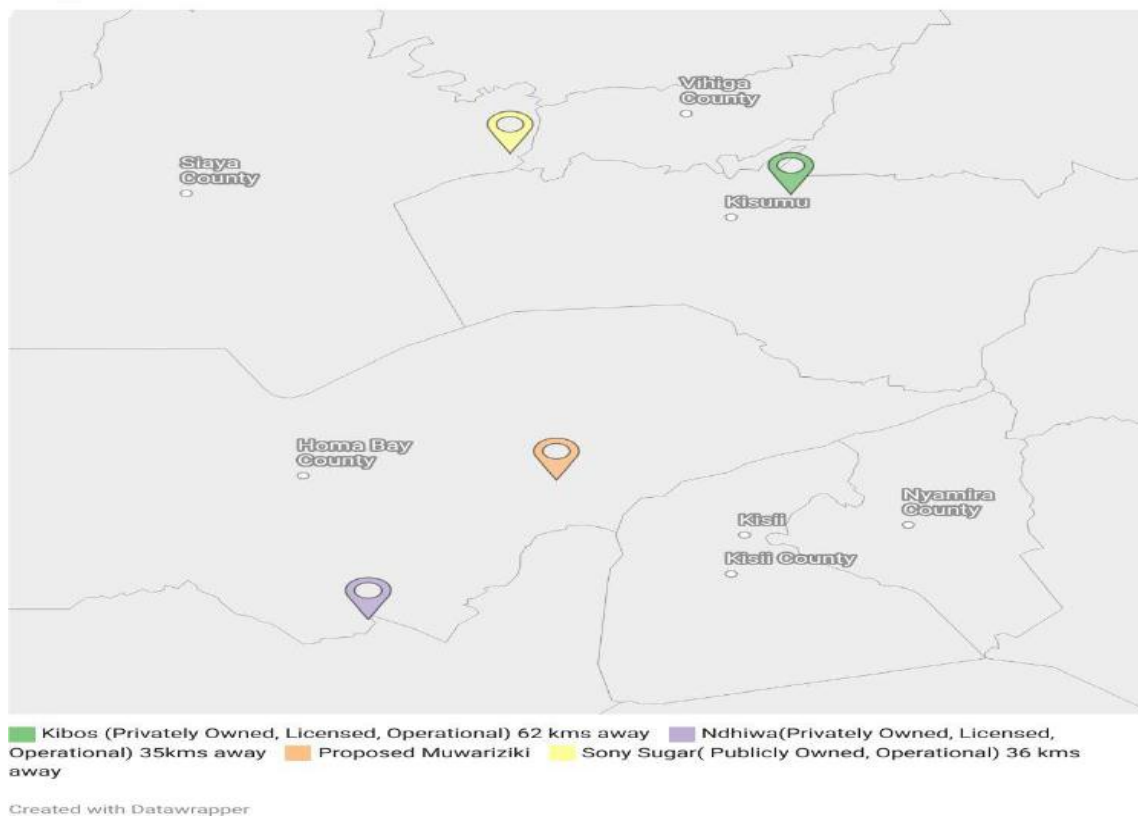 Vihiga
County
Siaya
County
Kisumu
Homa Bay
County
Nyamira
County
Kisii
Kisii County
Kibos (Privately Owned, Licensed, Operational) 62 kms away Ndhiwa(Privately Owned, Licensed,
Operational) 35kms away Proposed Muwariziki Sony Sugar( Publicly Owned, Operational) 36 kms
away
Created with Datawrapper